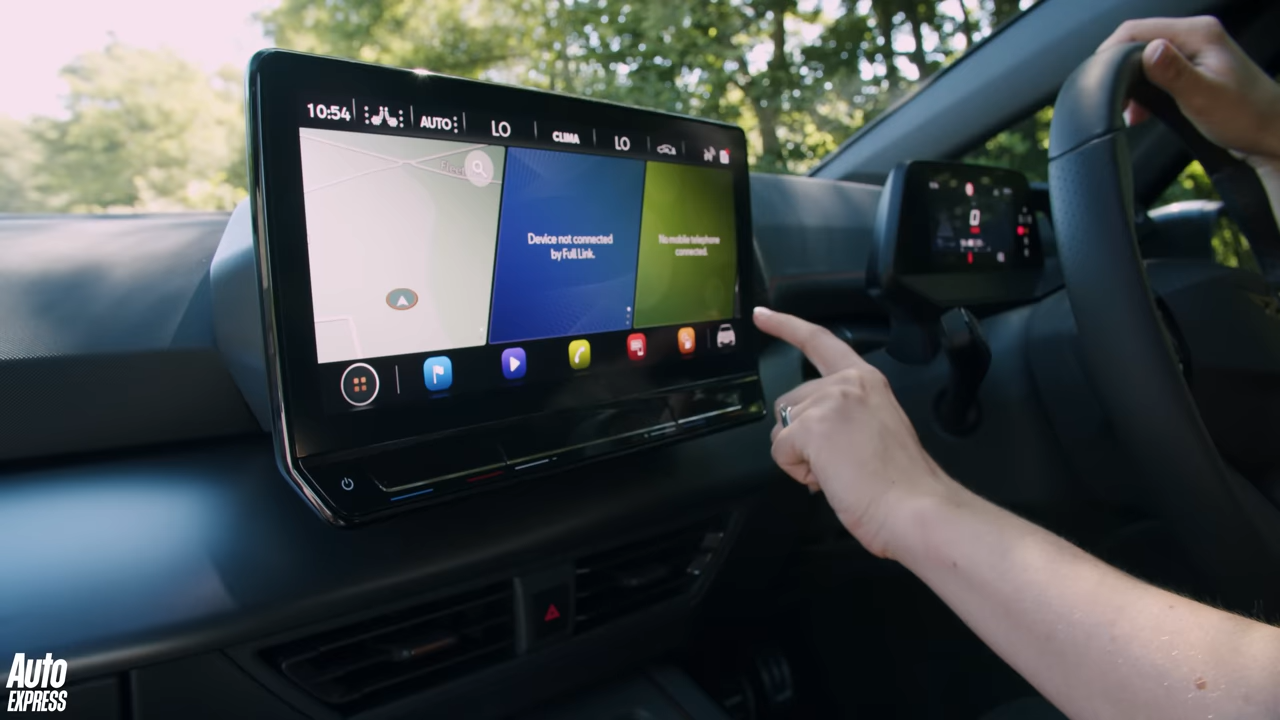 10:54
AUTO
LO
CLIMA
LO
Device not connected
by Full Link.
No mobile telephone
connected.
Auto
EXPRESS